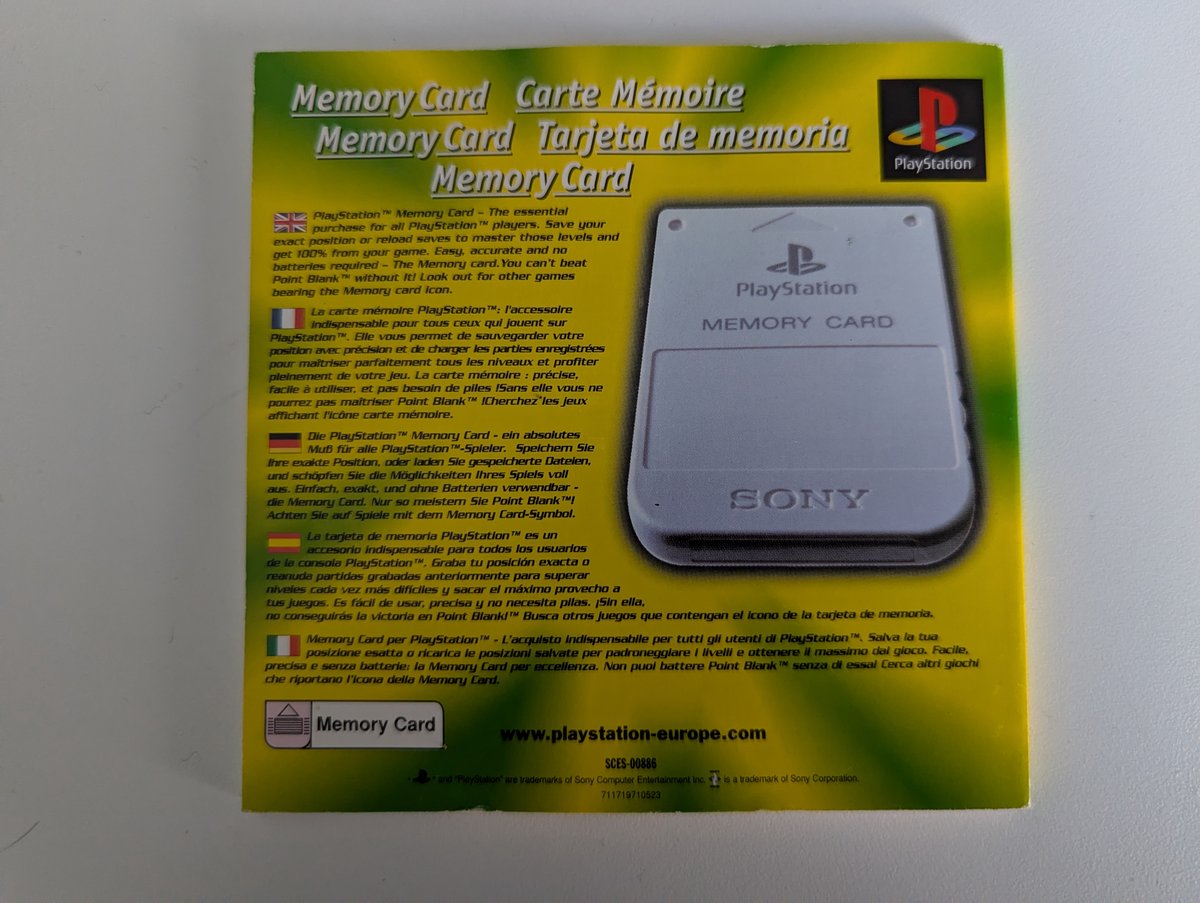 Memory Card Carte Mémoire
Memory Card Tarjeta de memoria
Memory Card
PlayStation
PlayStation™ Memory Card – The essential
purchase for all PlayStation™ players. Save your
exact position or reload saves to master those levels and
get 100% from your game. Easy, accurate and no
batteries required – The Memory card.You can't beat
Point Blank™ without it! Look out for other games
bearing the Memory card icon.
La carte mémoire PlayStation™: l'accessoire
indispensable pour tous ceux qui jouent sur
PlayStation™. Elle vous permet de sauvegarder votre
position avec précision et de charger les parties enregistrées
pour maîtriser parfaitement tous les niveaux et profiter
pleinement de votre jeu. La carte mémoire : précise,
facile à utiliser, et pas besoin de piles !Sans elle vous ne
pourrez pas maîtriser Point Blank™ !Cherchez les jeux
affichant l'icône carte mémoire.
Die PlayStation™ Memory Card - ein absolutes
Muß für alle PlayStation™-Spieler. Speichern Sie
Ihre exakte Position, oder laden Sie gespeicherte Dateien,
und schöpfen Sie die Möglichkeiten Ihres Spiels voll
aus. Einfach, exakt, und ohne Batterien verwendbar -
die Memory Card. Nur so meistern Sie Point Blank™!
Achten Sie auf Spiele mit dem Memory Card-Symbol.
La tarjeta de memoria PlayStation™ es un
accesorio indispensable para todos los usuarios
de la consola PlayStation™. Graba tu posición exacta o
reanuda partidas grabadas anteriormente para superar
niveles cada vez más difíciles y sacar el máximo provecho a
tus juegos. Es fácil de usar, precisa y no necesita pilas. ¡Sin ella,
no conseguirás la victoria en Point Blank!™ Busca otros juegos que contengan el icono de la tarjeta de memoria.
Memory Card per PlayStation™ - L'acquisto indispensabile per tutti gli utenti di PlayStation™. Salva la tua
posizione esatta o ricarica le posizioni salvate per padroneggiare i livelli e ottenere il massimo dal gioco. Facile,
precisa e senza batterie: la Memory Card per eccellenza. Non puoi battere Point Blank™ senza di essa! Cerca altri giochi
che riportano l'icona della Memory Card.
PlayStation
MEMORY CARD
SONY
Memory Card
www.playstation-europe.com
SCES-00886
" " and "PlayStation" are trademarks of Sony Computer Entertainment Inc. is a trademark of Sony Corporation.
711719710523